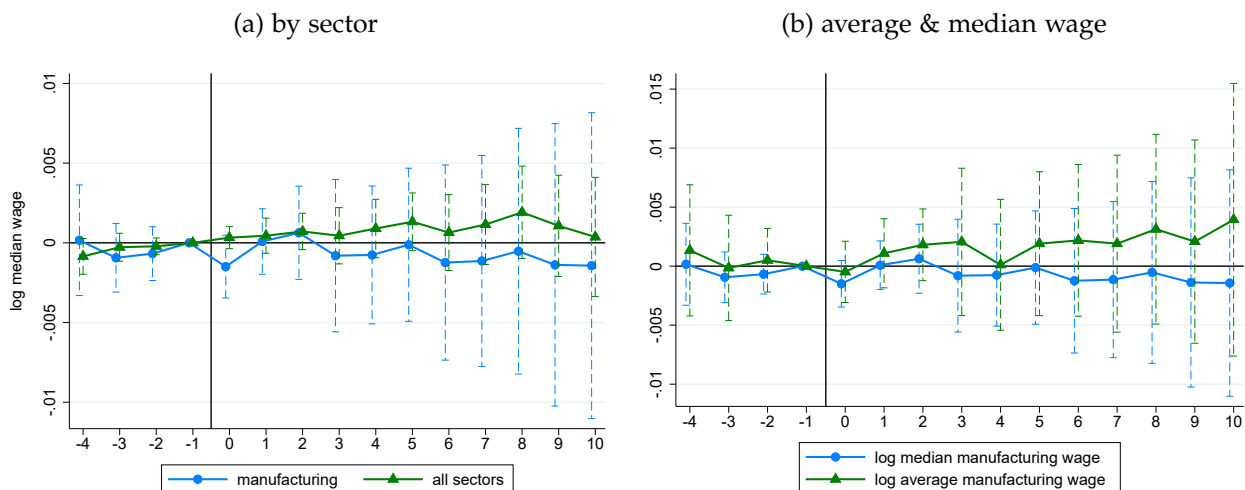 (a) by sector
(b) average & median wage
log median wage
.01
.005
0
-.005
-.01
-4 -3 -2 -1 0 1 2 3 4 5 6 7 8 9 10
manufacturing all sectors
.015
.01
.005
0
-.005
-.01
-4 -3 -2 -1 0 1 2 3 4 5 6 7 8 9 10
log median manufacturing wage
log average manufacturing wage